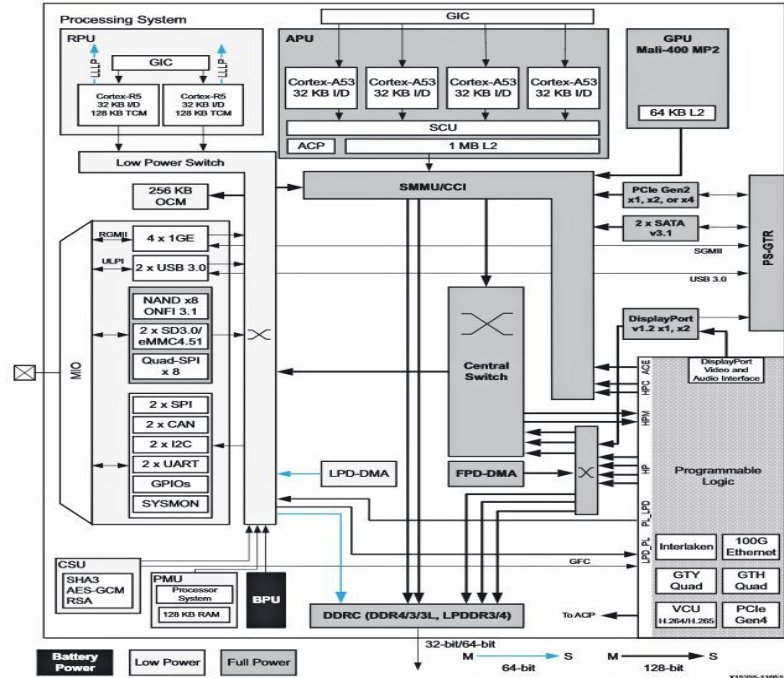 Processing System
RPU
LLLP
LLLP
GIC
Cortex-R5
32 KB I/D
128 KB TCM
Cortex-R5
32 KB I/D
128 KB TCM
GIC
APU
Cortex-A53
32 KB I/D
Cortex-A53
32 KB I/D
Cortex-A53
32 KB I/D
Cortex-A53
32 KB I/D
SCU
ACP
1 MB L2
GPU
Mali-400 MP2
64 KB L2
Low Power Switch
256 KB
OCM
SMMU/CCI
PCIe Gen2
x1, x2, or x4
2 x SATA
v3.1
PS-GTR
SGMII
USB 3.0
MIO
RGMII
4 x 1GE
ULPI
2 x USB 3.0
NAND x8
ONFI 3.1
2 x SD3.0/
eMMC4.51
Quad-SPI
x 8
2 x SPI
2 x CAN
2 x I2C
2 x UART
GPIOs
SYSMON
Central
Switch
DisplayPort
v1.2 x1, x2
DisplayPort
Video and
Audio Interface
ACE
HPC
HPM
HP
PL_LPD
LPD_PL
LPD-DMA
FPD-DMA
Programmable
Logic
Interlaken
100G
Ethernet
GTY
Quad
GTH
Quad
VCU
H.264/H.265
PCIe
Gen4
GFC
To ACP
CSU
SHA3
AES-GCM
RSA
PMU
Processor
System
128 KB RAM
BPU
DDRC (DDR4/3/3L, LPDDR3/4)
32-bit/64-bit
Battery
Power
Low Power
Full Power
M
S
64-bit
M
S
128-bit